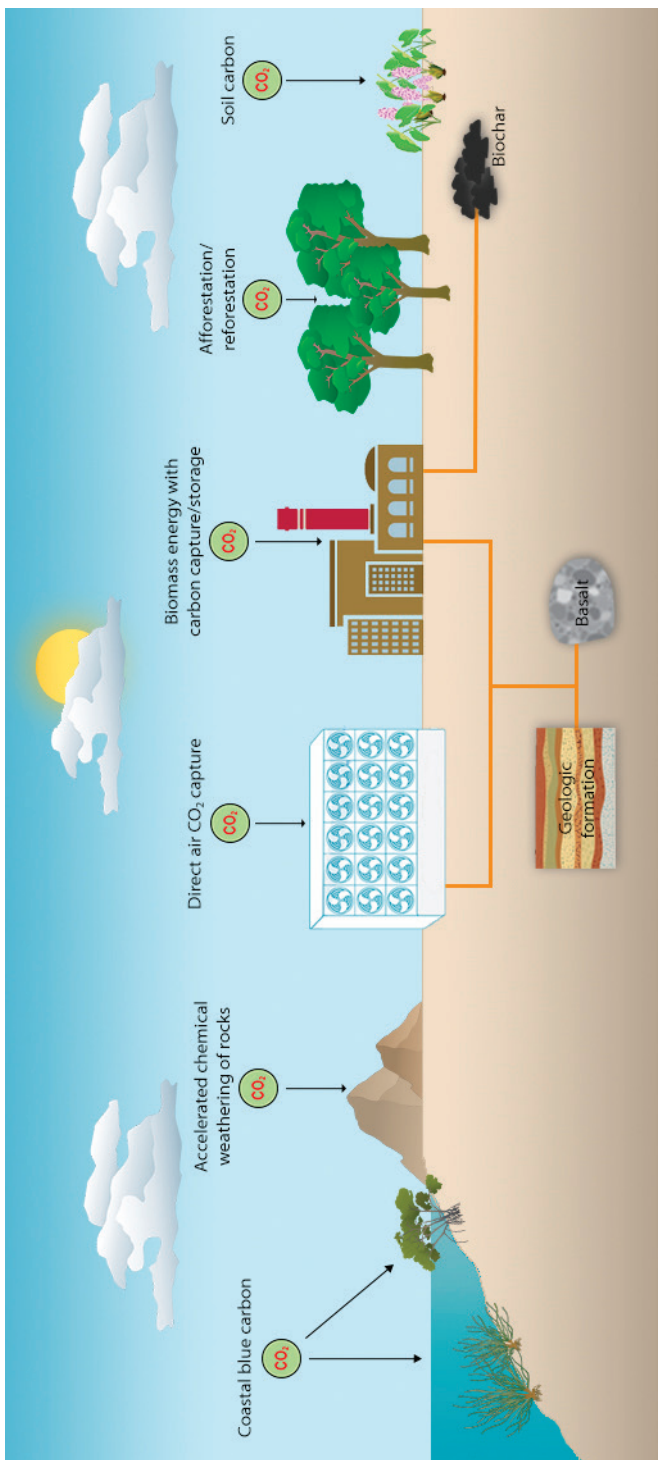 Coastal blue carbon
CO₂
Accelerated chemical
weathering of rocks
CO₂
Direct air CO₂ capture
CO₂
Biomass energy with
carbon capture/storage
CO₂
Afforestation/
reforestation
CO₂
Soil carbon
CO₂
Geologic
formation
Basalt
Biochar